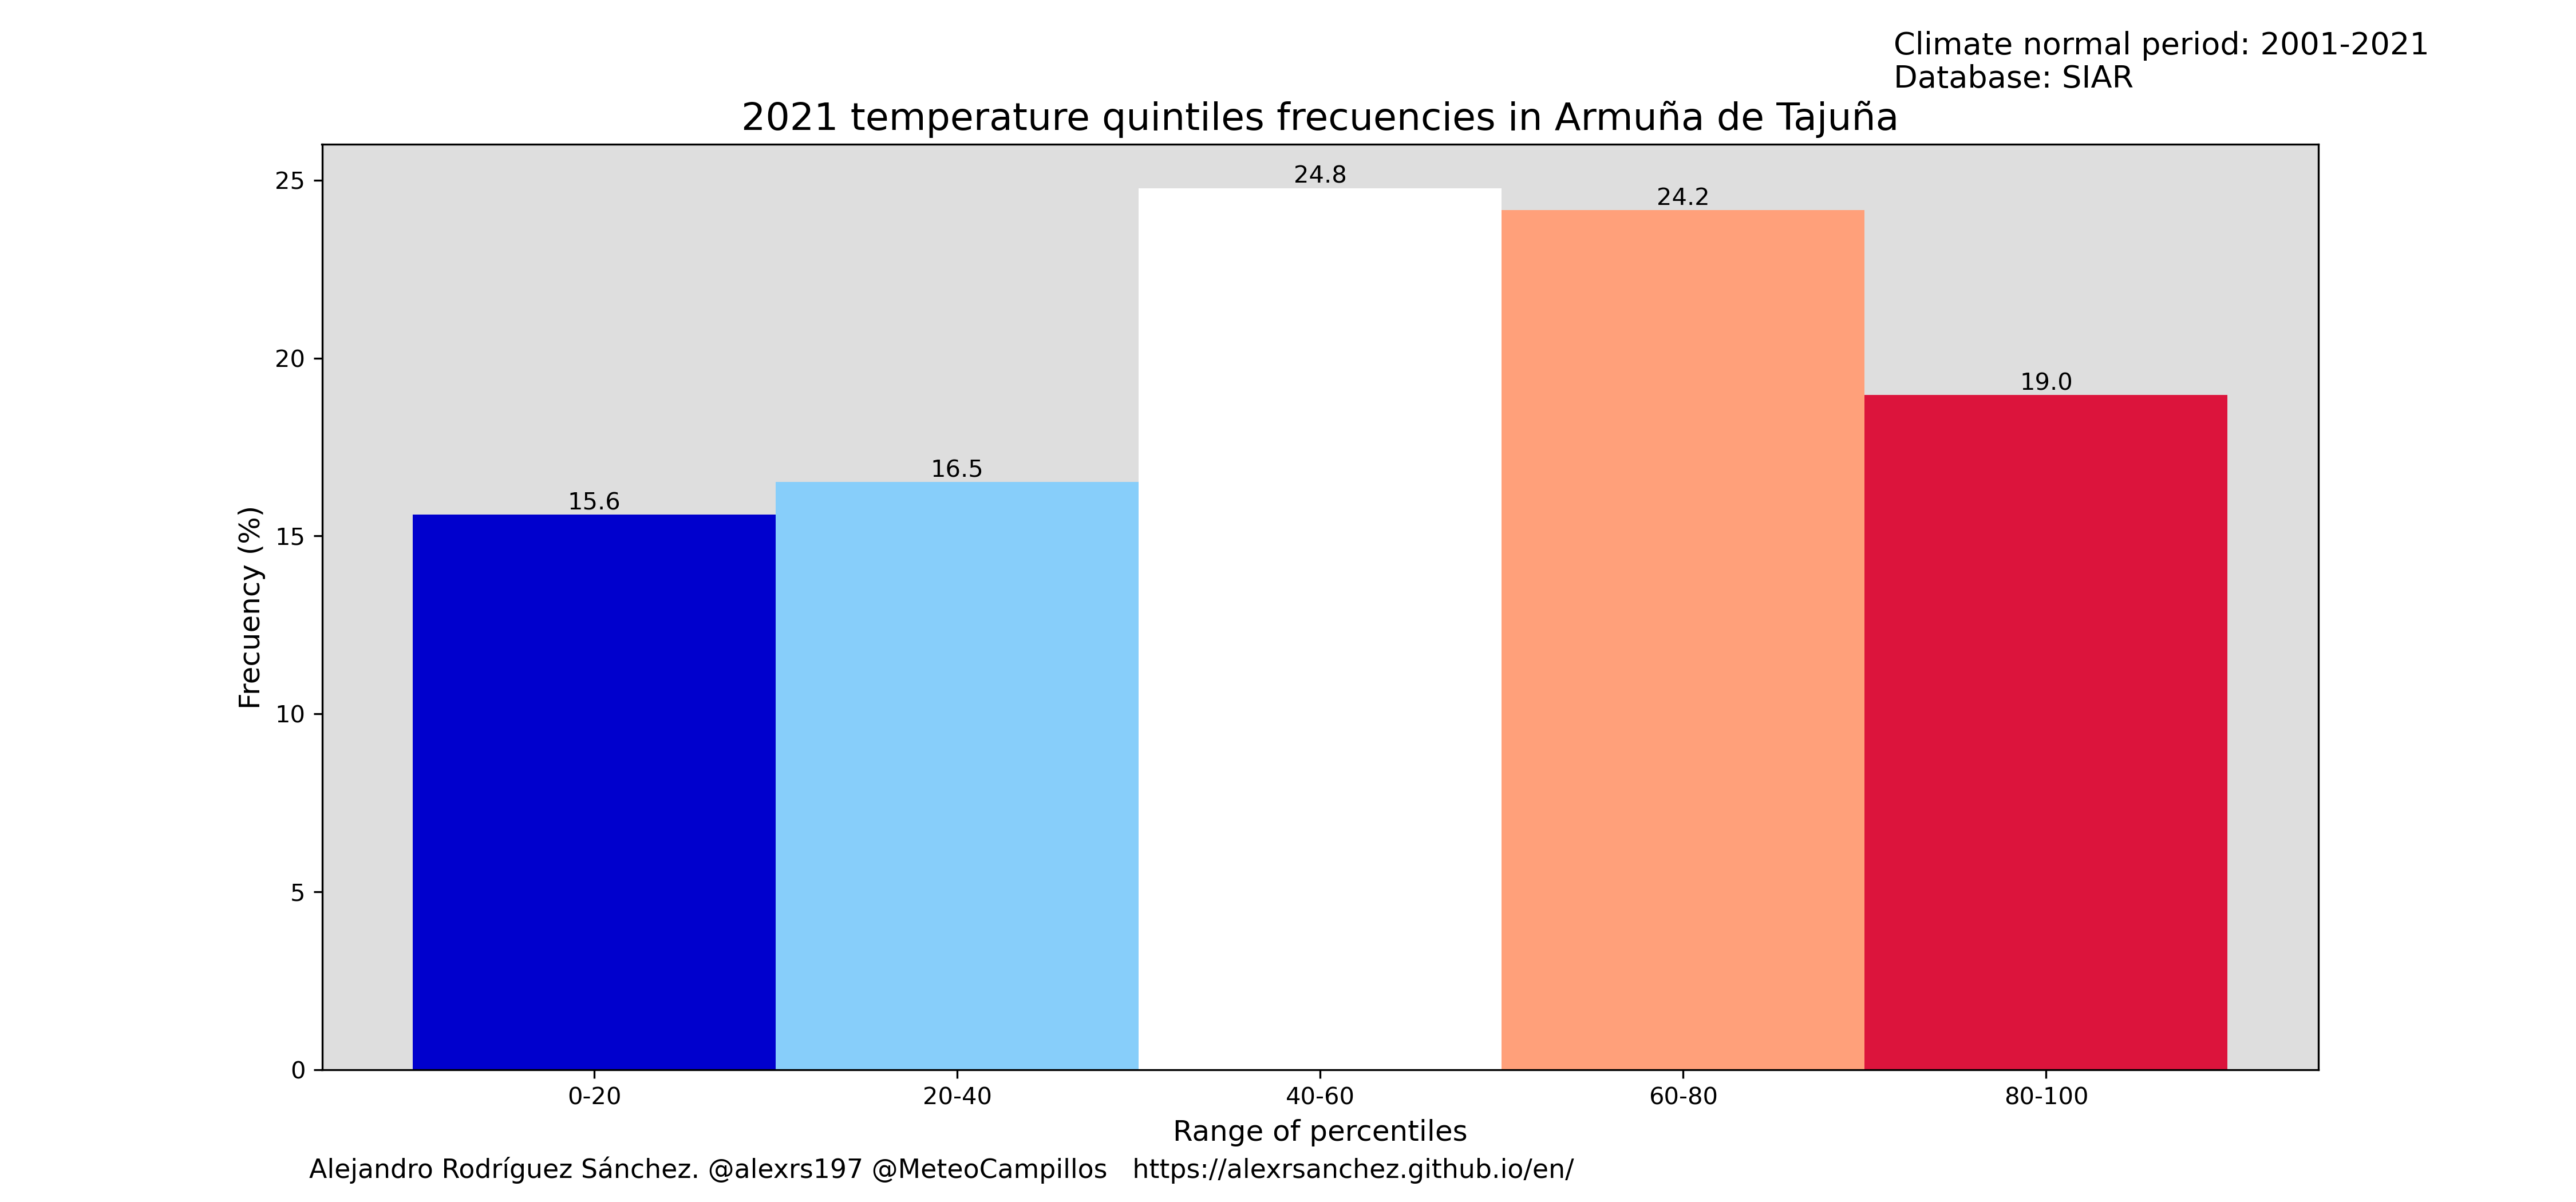 Climate normal period: 2001-2021
Database: SIAR
2021 temperature quintiles frecuencies in Armuña de Tajuña
25
20
15
10
5
0
Frecuency (%)
15.6
16.5
24.8
24.2
19.0
0-20
20-40
40-60
60-80
80-100
Range of percentiles
Alejandro Rodríguez Sánchez. @alexrs197 @MeteoCampillos https://alexrsanchez.github.io/en/